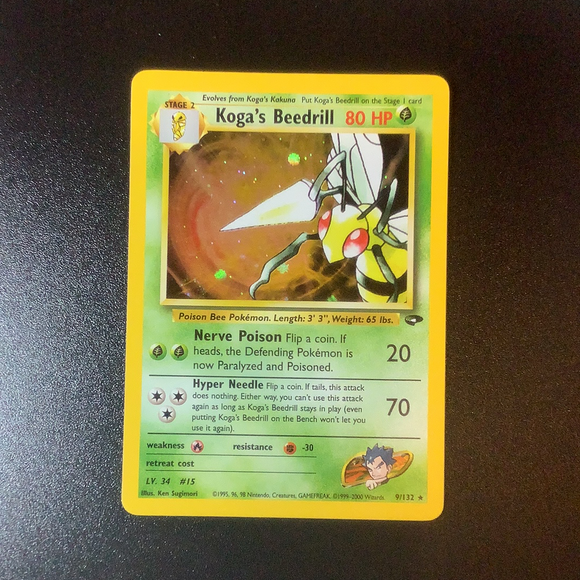 Evolves from Koga's Kakuna Put Koga's Beedrill on the Stage 1 card
STAGE 2
Koga's Beedrill 80 HP
Poison Bee Pokémon. Length: 3' 3", Weight: 65 lbs.
Nerve Poison Flip a coin. If
heads, the Defending Pokémon is
now Paralyzed and Poisoned.
20
Hyper Needle Flip a coin. If tails, this attack
does nothing. Either way, you can't use this attack
again as long as Koga's Beedrill stays in play (even
putting Koga's Beedrill on the Bench won't let you
use it again).
70
weakness resistance -30
retreat cost
LV. 34 #15
Illus. Ken Sugimori ©1995, 96, 98 Nintendo, Creatures, GAMEFREAK. ©1999-2000 Wizards 9/132